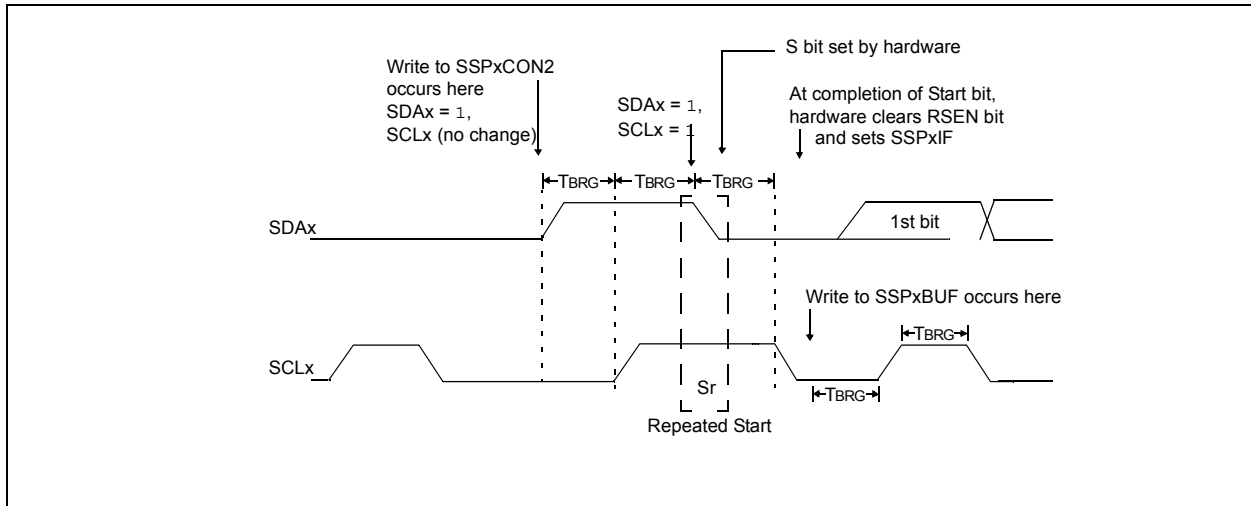 S bit set by hardware
Write to SSPxCON2
occurs here
SDAx = 1,
SCLx (no change)
SDAx = 1,
SCLx = 1
At completion of Start bit,
hardware clears RSEN bit
and sets SSPxIF
TBRG TBRG TBRG
SDAx
1st bit
Write to SSPxBUF occurs here
TBRG
SCLx
Sr
TBRG
Repeated Start